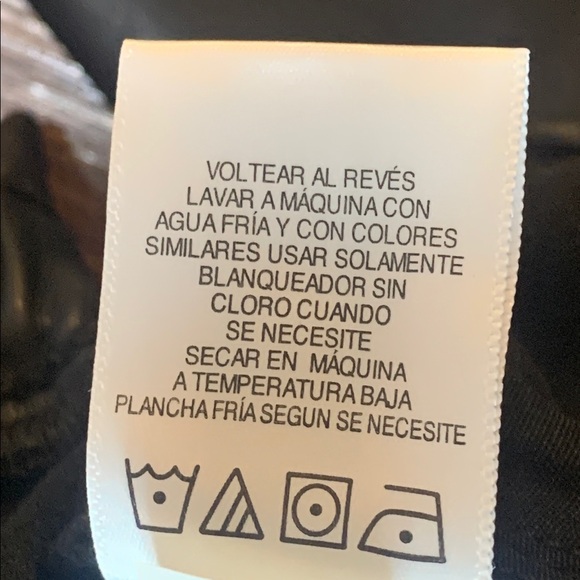 VOLTEAR AL REVÉS
LAVAR A MÁQUINA CON
AGUA FRÍA Y CON COLORES
SIMILARES USAR SOLAMENTE
BLANQUEADOR SIN
CLORO CUANDO
SE NECESITE
SECAR EN MÁQUINA
A TEMPERATURA BAJA
PLANCHA FRÍA SEGUN SE NECESITE